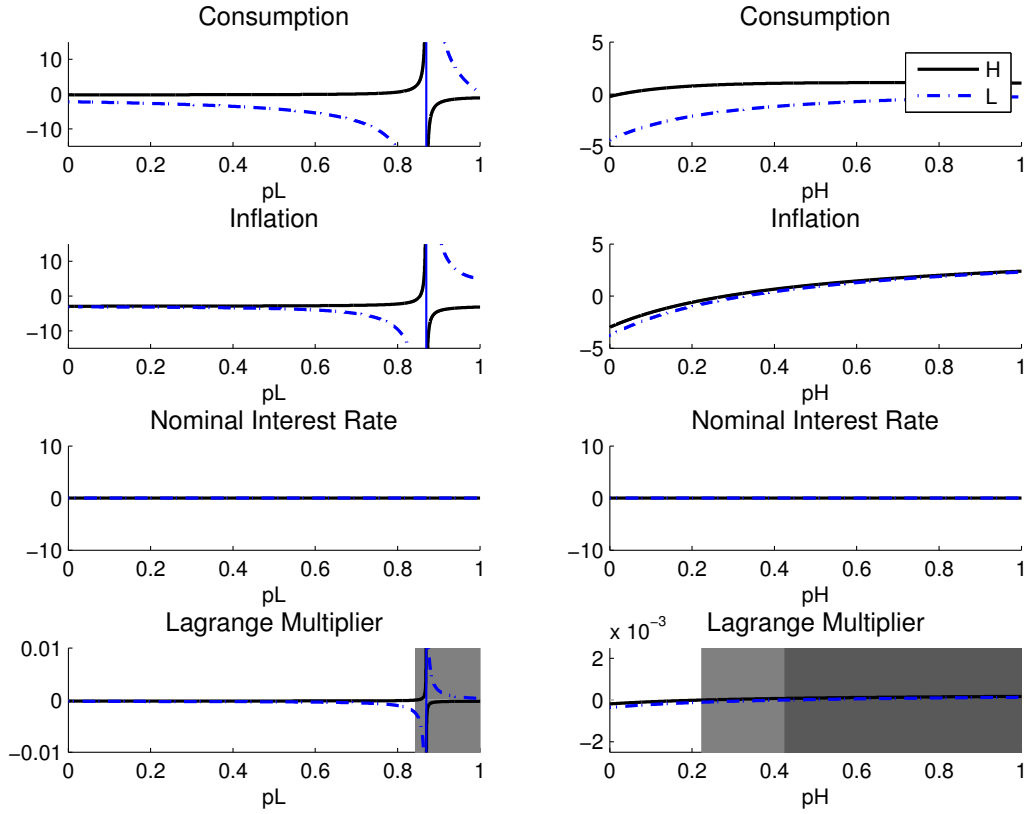 Consumption
10
0
−10
0 0.2 0.4 0.6 0.8 1
pL
Consumption
5
0
−5
0 0.2 0.4 0.6 0.8 1
pH
H
L
Inflation
10
0
−10
0 0.2 0.4 0.6 0.8 1
pL
Inflation
5
0
−5
0 0.2 0.4 0.6 0.8 1
pH
Nominal Interest Rate
10
0
−10
0 0.2 0.4 0.6 0.8 1
pL
Nominal Interest Rate
10
0
−10
0 0.2 0.4 0.6 0.8 1
pH
Lagrange Multiplier
0.01
0
−0.01
0 0.2 0.4 0.6 0.8 1
pL
x 10⁻³ Lagrange Multiplier
2
0
−2
0 0.2 0.4 0.6 0.8 1
pH